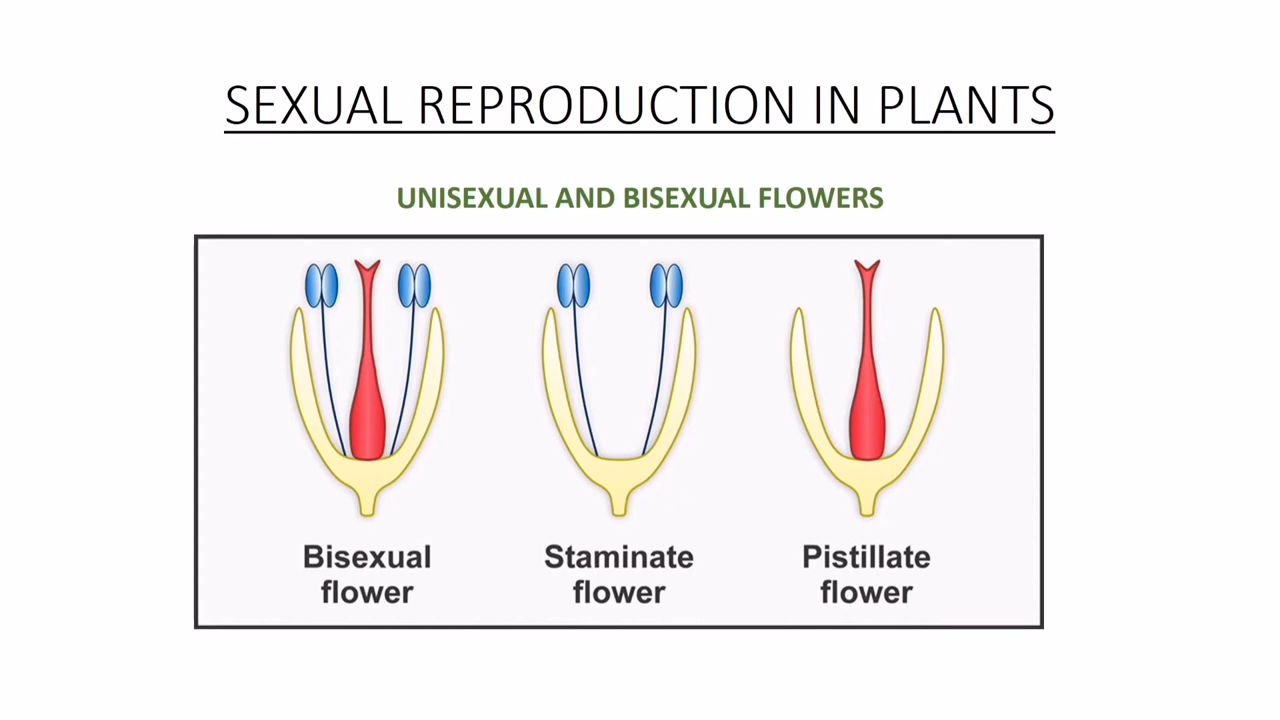 SEXUAL REPRODUCTION IN PLANTS
UNISEXUAL AND BISEXUAL FLOWERS
Bisexual
flower
Staminate
flower
Pistillate
flower